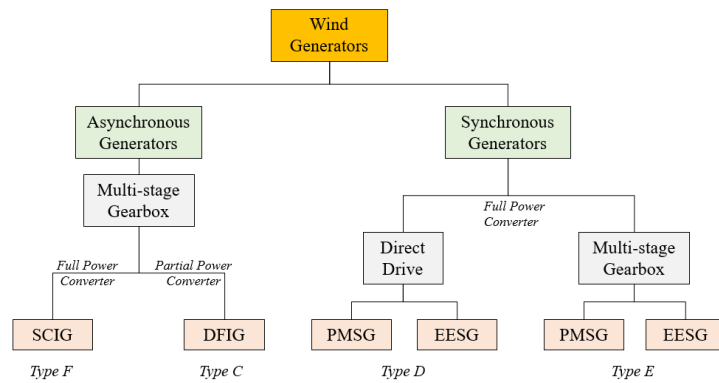 Wind
Generators
Asynchronous
Generators
Synchronous
Generators
Multi-stage
Gearbox
Full Power
Converter
Direct
Drive
Multi-stage
Gearbox
Full Power
Converter
Partial Power
Converter
SCIG
DFIG
PMSG
EESG
PMSG
EESG
Type F
Type C
Type D
Type E